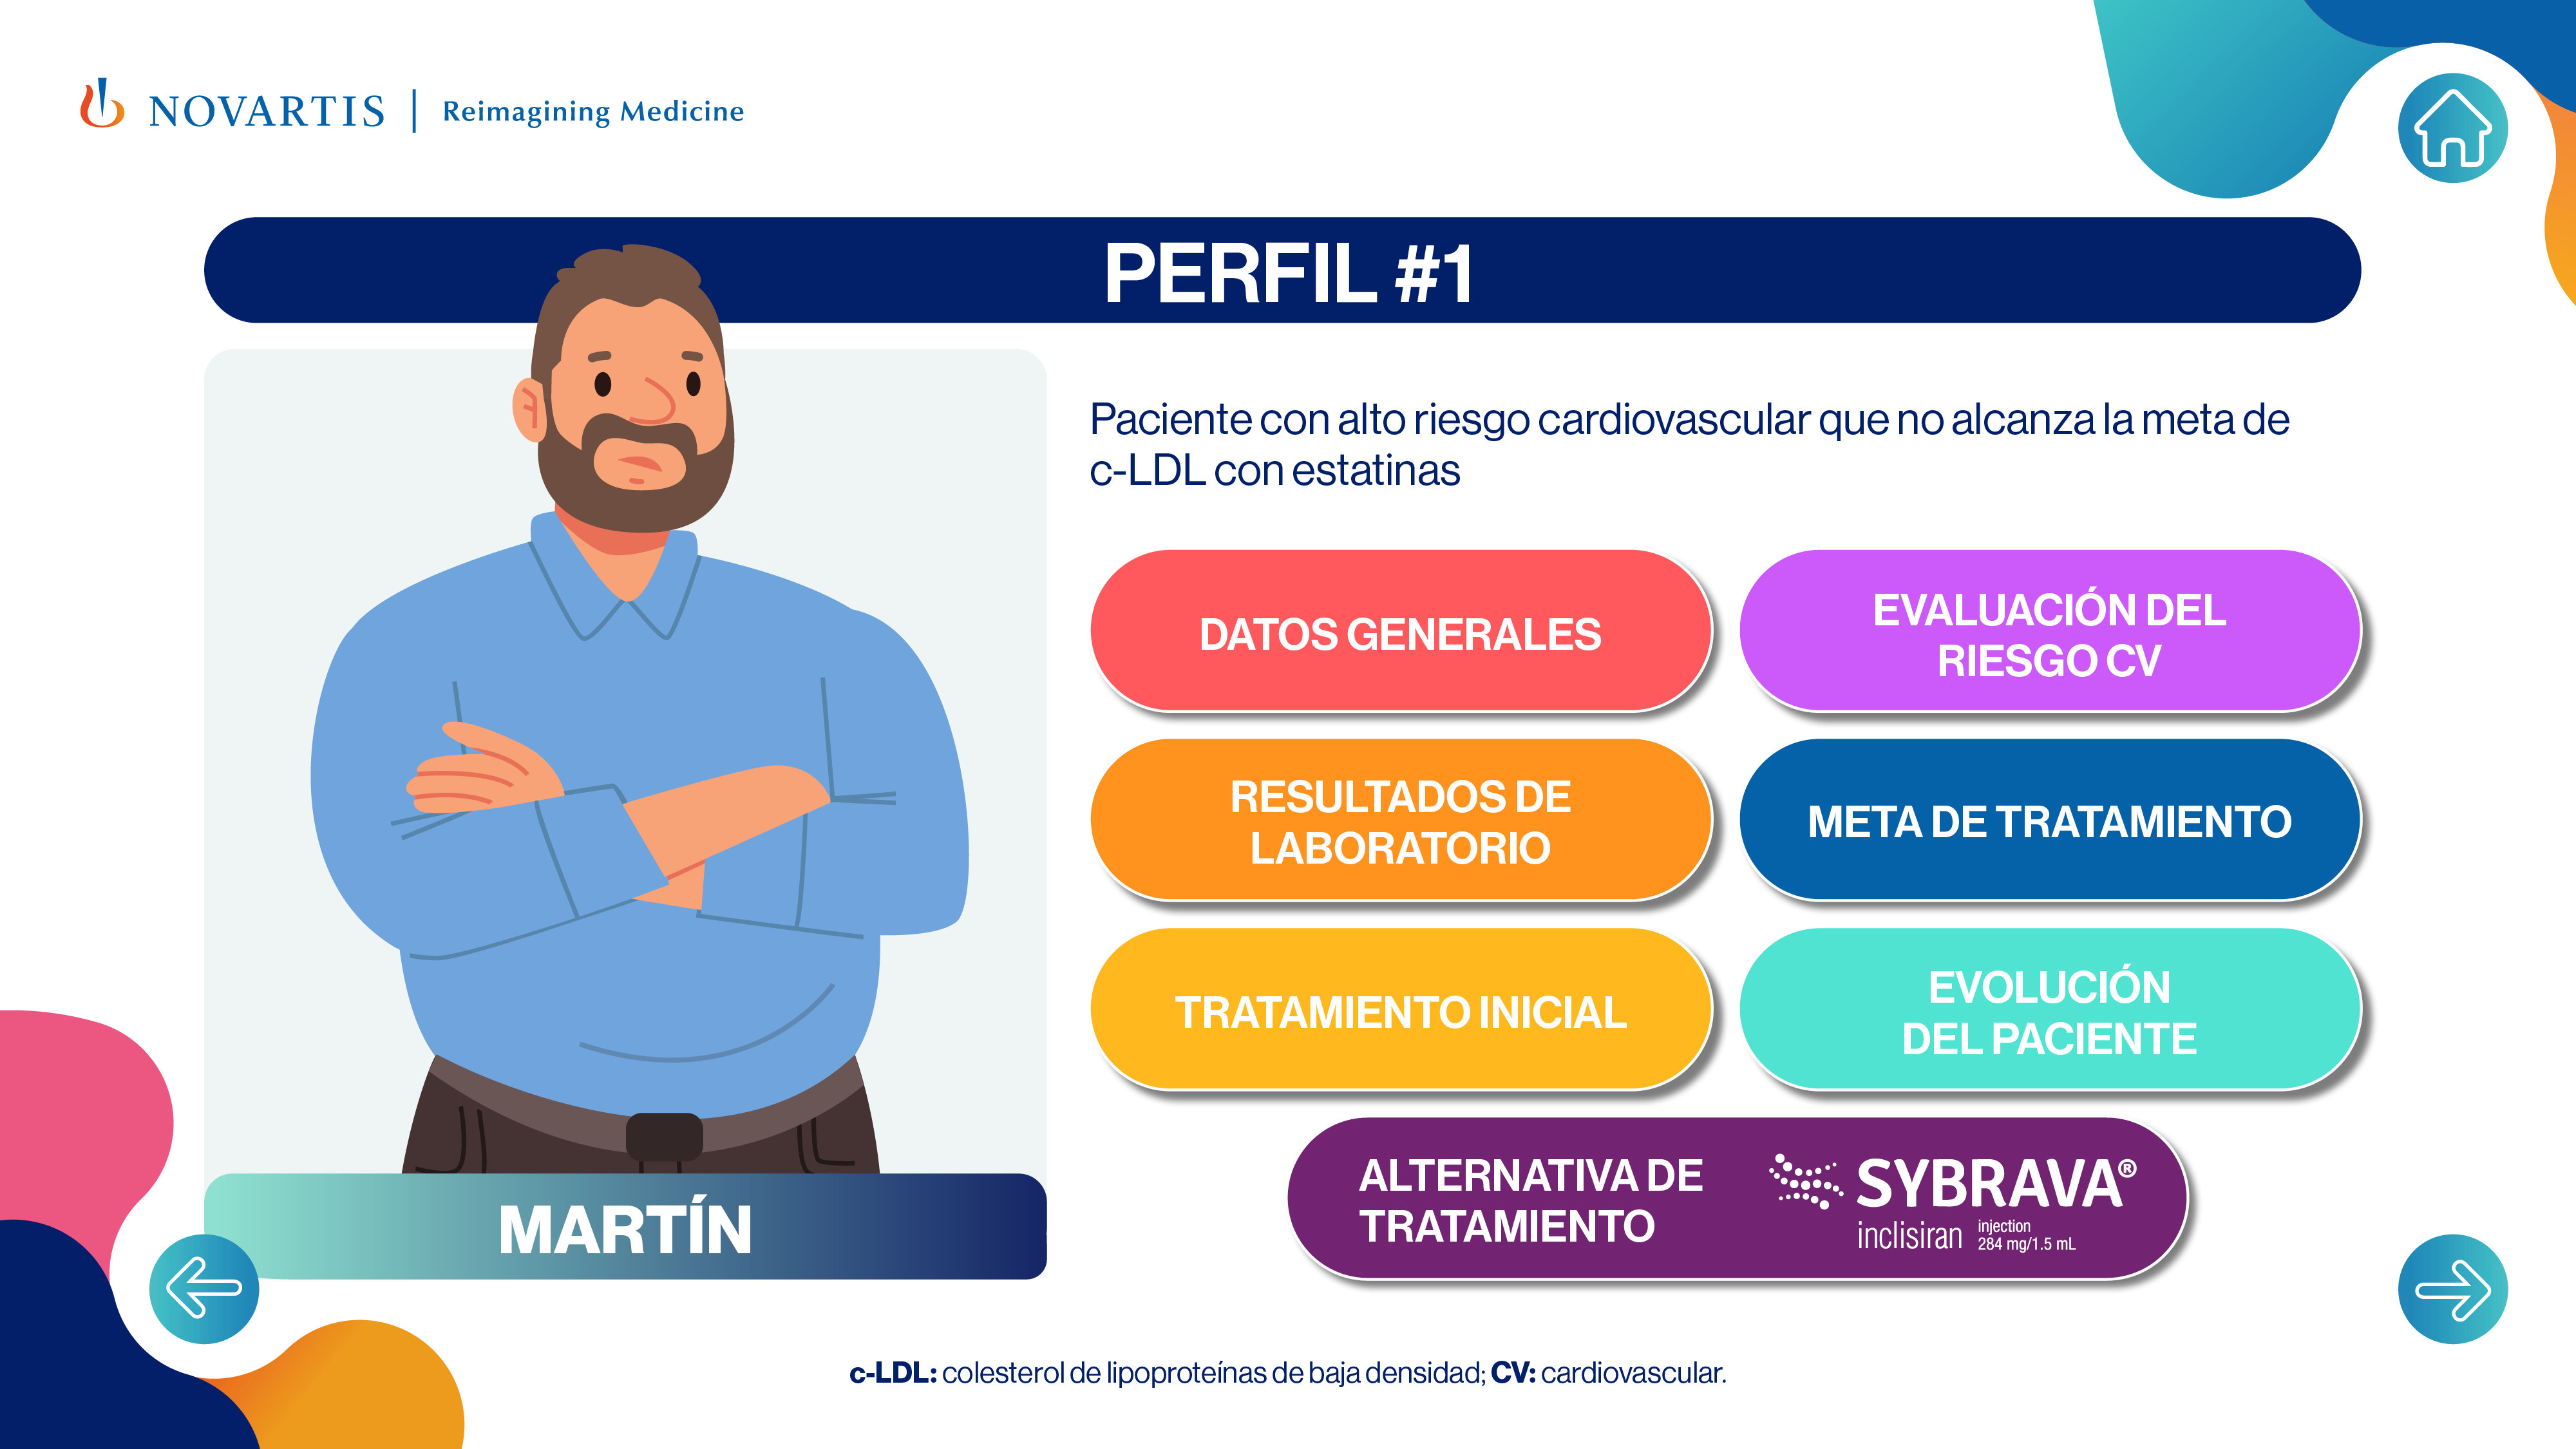 NOVARTIS | Reimagining Medicine
PERFIL #1
Paciente con alto riesgo cardiovascular que no alcanza la meta de
c-LDL con estatinas
DATOS GENERALES
EVALUACIÓN DEL
RIESGO CV
RESULTADOS DE
LABORATORIO
META DE TRATAMIENTO
TRATAMIENTO INICIAL
EVOLUCIÓN
DEL PACIENTE
ALTERNATIVA DE
TRATAMIENTO
SYBRAVA®
inclisiran
injection
284 mg/1.5 mL
MARTÍN
c-LDL: colesterol de lipoproteínas de baja densidad; CV: cardiovascular.